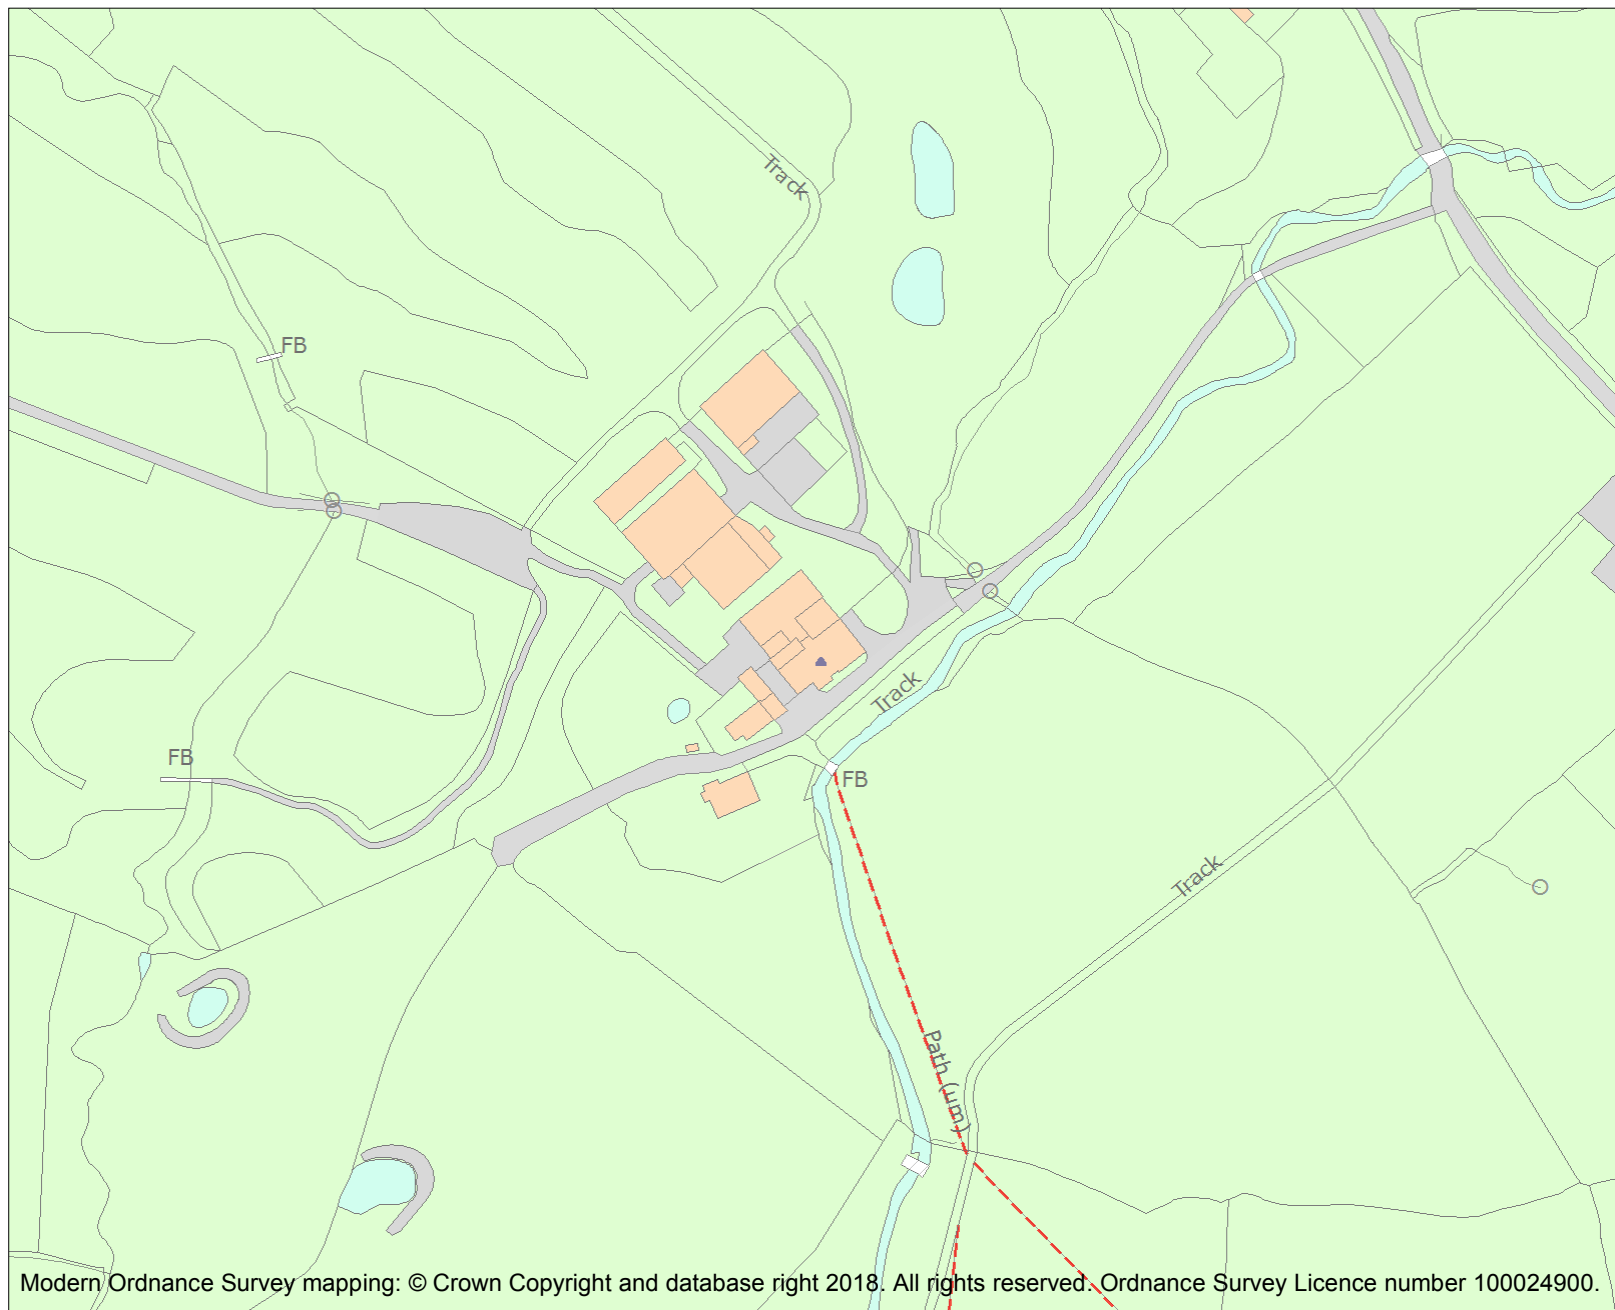 Track
FB
Track
FB
FB
Track
Path (um)
Modern Ordnance Survey mapping: © Crown Copyright and database right 2018. All rights reserved. Ordnance Survey Licence number 100024900.